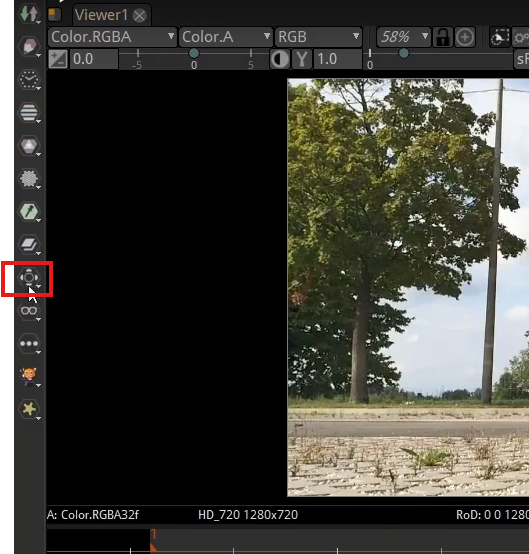 Viewer1
Color.RGBA Color.A RGB 58%
0.0 -5 0 5 Y 1.0 0
A: Color.RGBA32f HD_720 1280x720 RoD: 0 0 1280
1